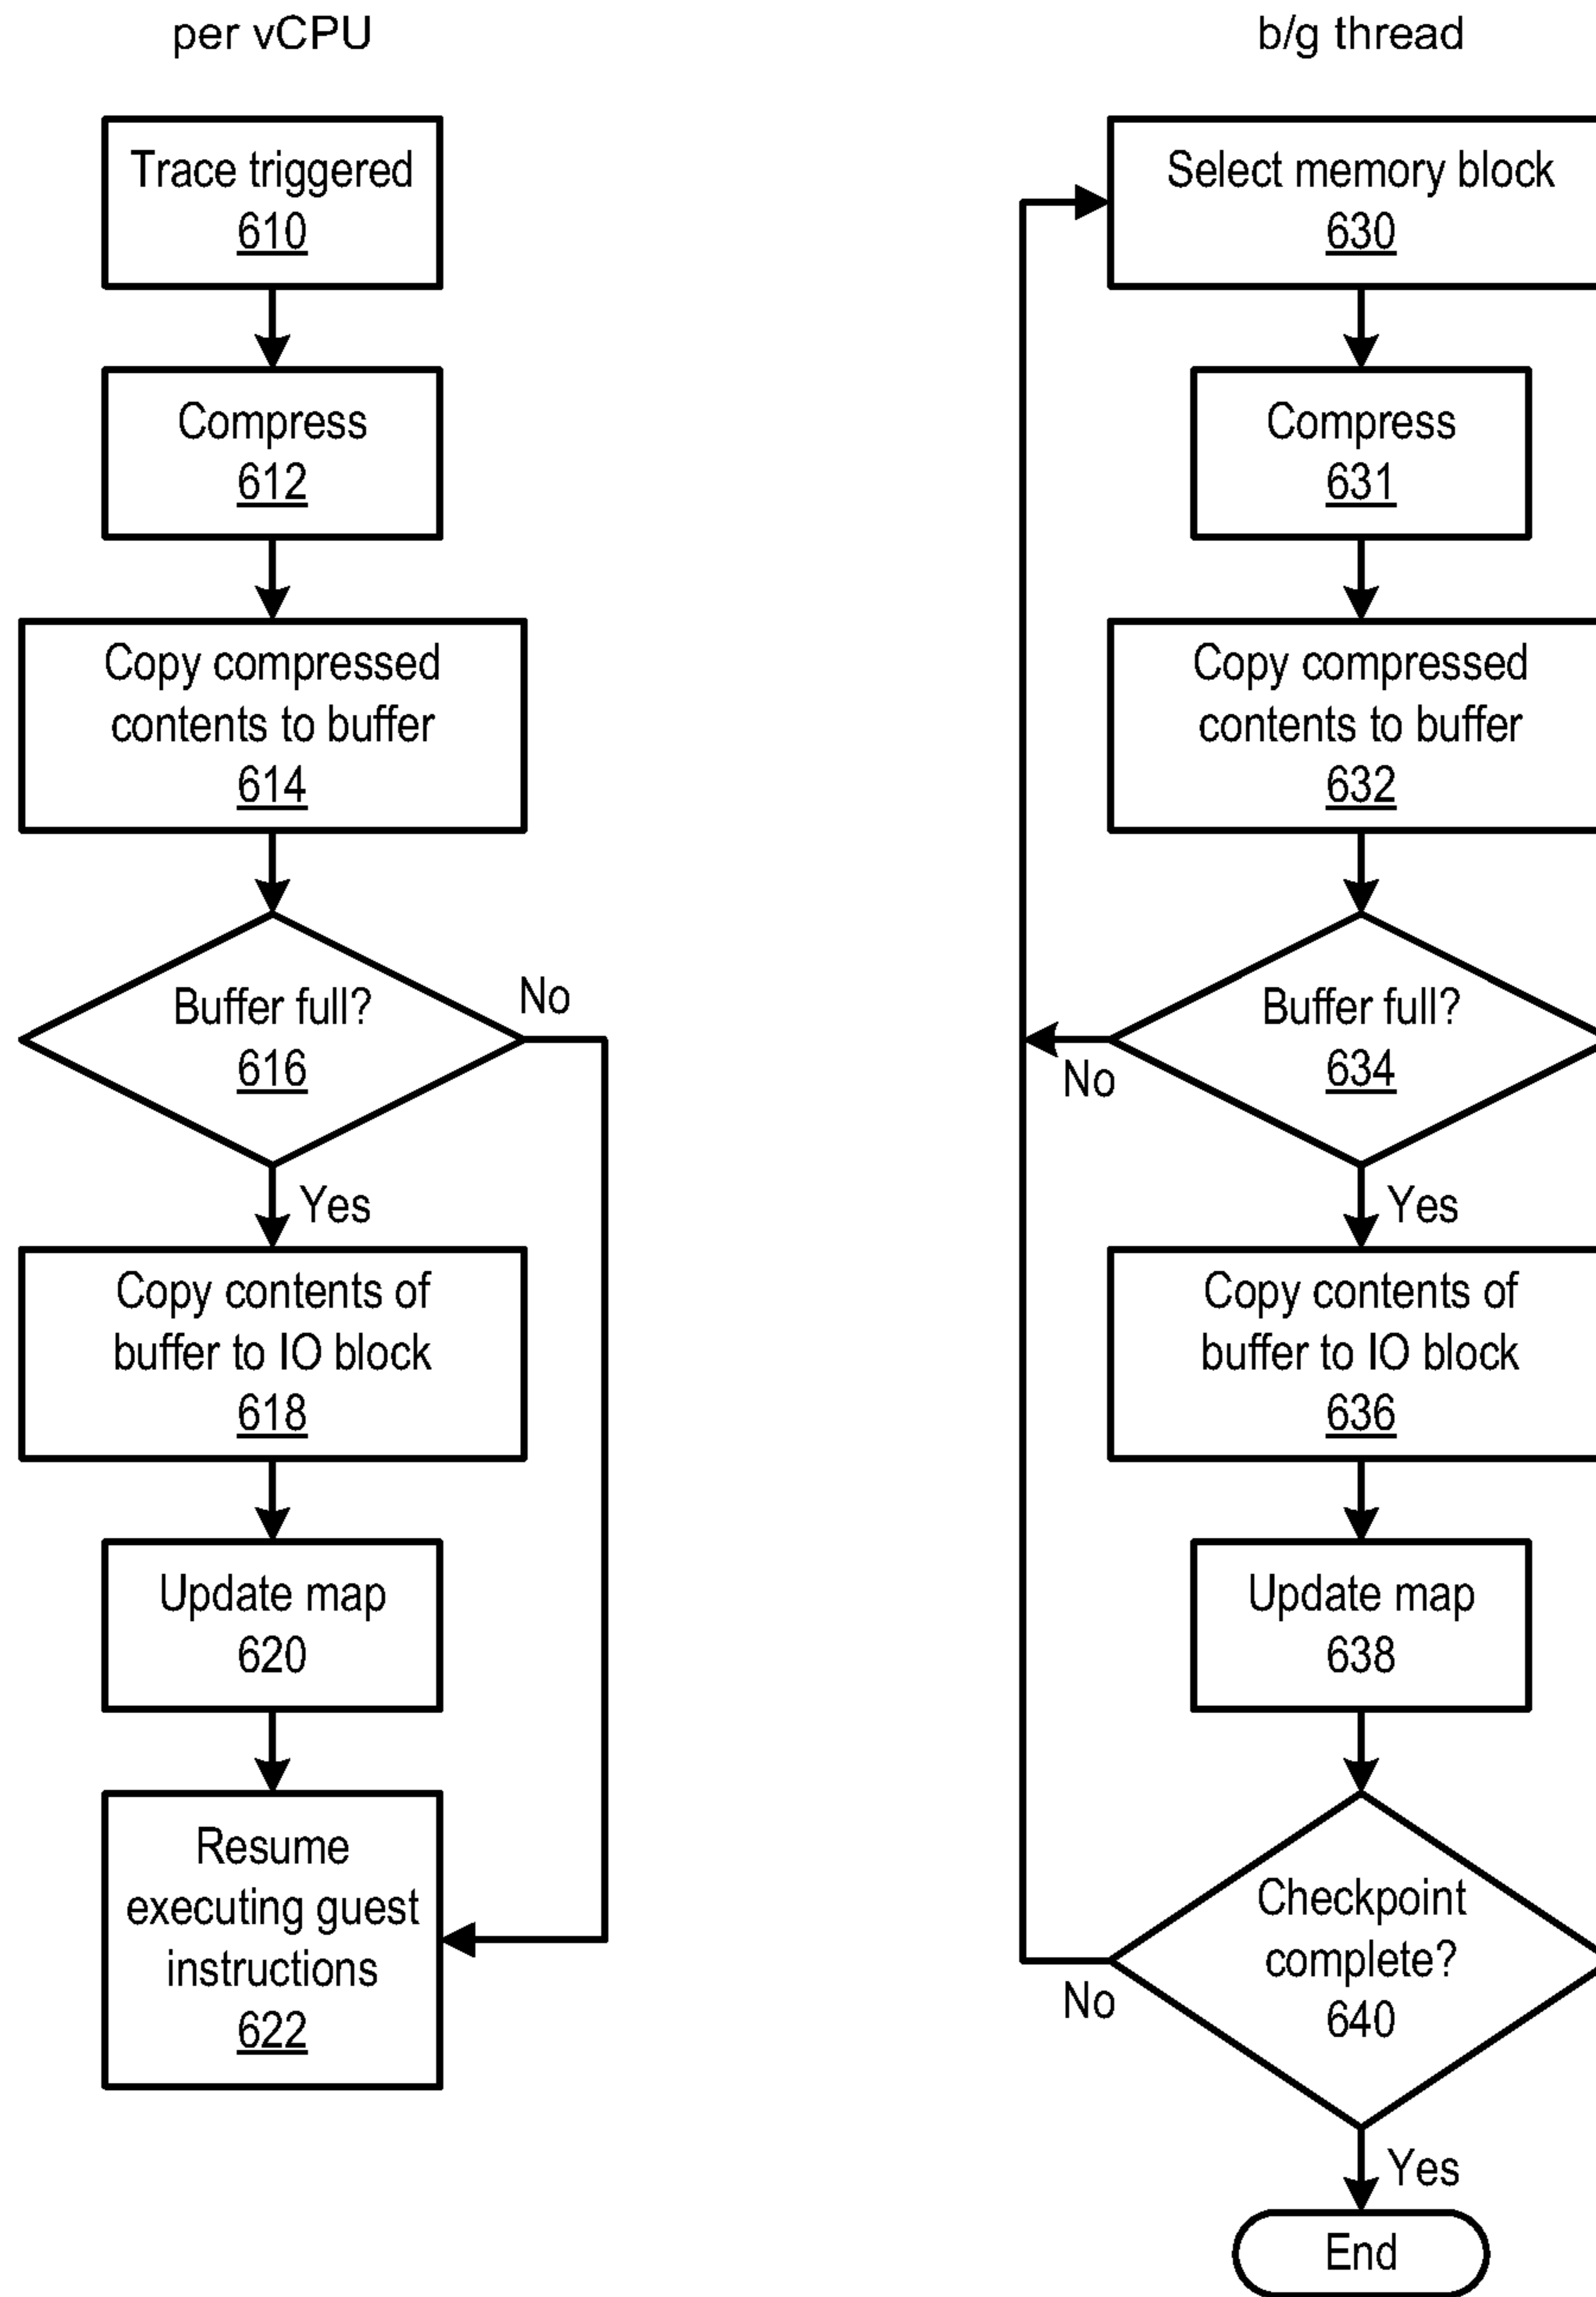 per vCPU
Trace triggered
610
Compress
612
Copy compressed
contents to buffer
614
Buffer full?
616
No
Yes
Copy contents of
buffer to IO block
618
Update map
620
Resume
executing guest
instructions
622
b/g thread
Select memory block
630
Compress
631
Copy compressed
contents to buffer
632
Buffer full?
634
No
Yes
Copy contents of
buffer to IO block
636
Update map
638
Checkpoint
complete?
640
No
Yes
End